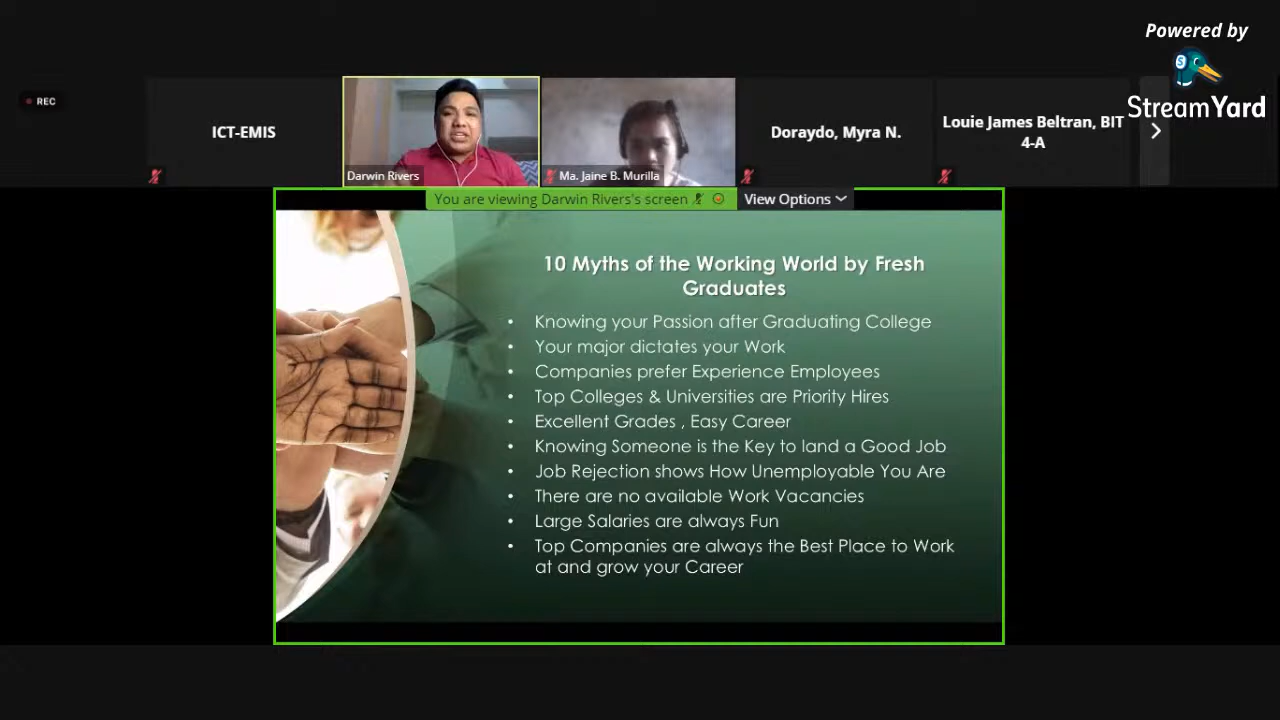 Powered by
StreamYard
REC
ICT-EMIS
Darwin Rivers
Ma. Jaine B. Murilla
Doraydo, Myra N.
Louie James Beltran, BIT
4-A
You are viewing Darwin Rivers's screen
View Options
10 Myths of the Working World by Fresh
Graduates
• Knowing your Passion after Graduating College
• Your major dictates your Work
• Companies prefer Experience Employees
• Top Colleges & Universities are Priority Hires
• Excellent Grades , Easy Career
• Knowing Someone is the Key to land a Good Job
• Job Rejection shows How Unemployable You Are
• There are no available Work Vacancies
• Large Salaries are always Fun
• Top Companies are always the Best Place to Work
at and grow your Career